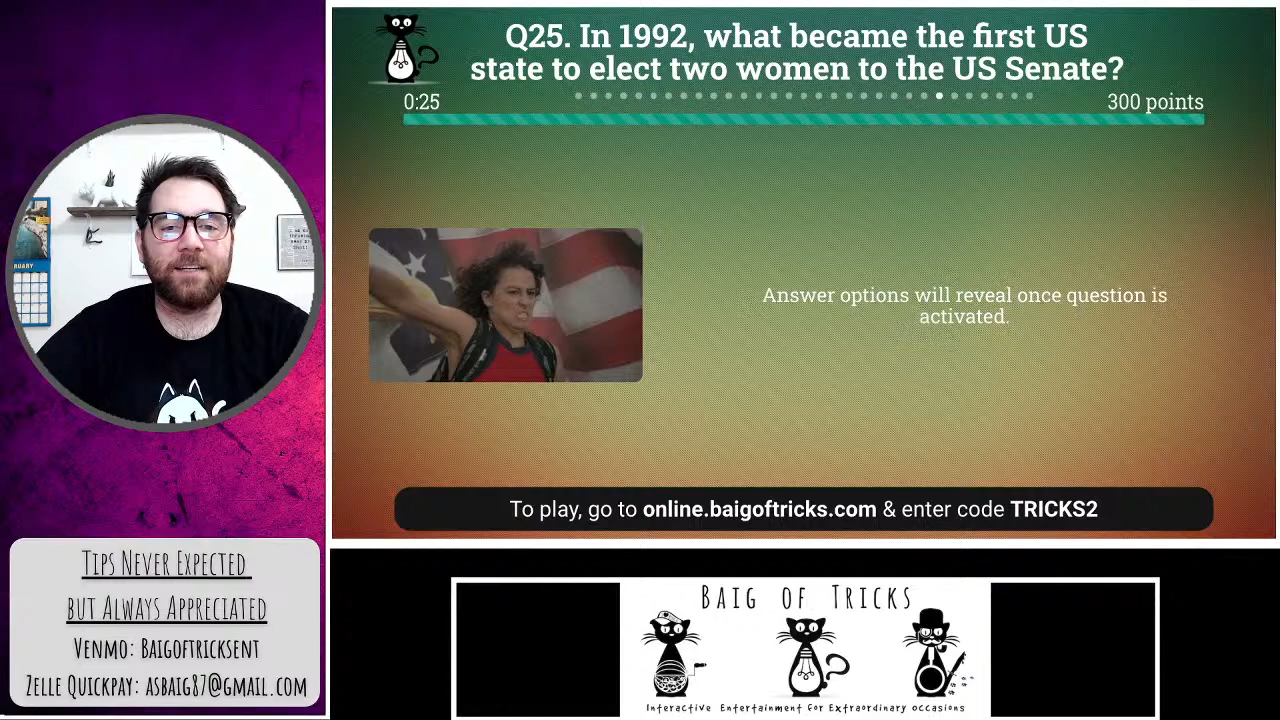 Q25. In 1992, what became the first US
state to elect two women to the US Senate?
0:25
300 points
Answer options will reveal once question is
activated.
To play, go to online.baigoftricks.com & enter code TRICKS2
RUARY
Tips Never Expected
but Always Appreciated
Venmo: Baigoftricksent
Zelle Quickpay: asbaig87@gmail.com
Baig of Tricks
Interactive Entertainment for Extraordinary Occasions